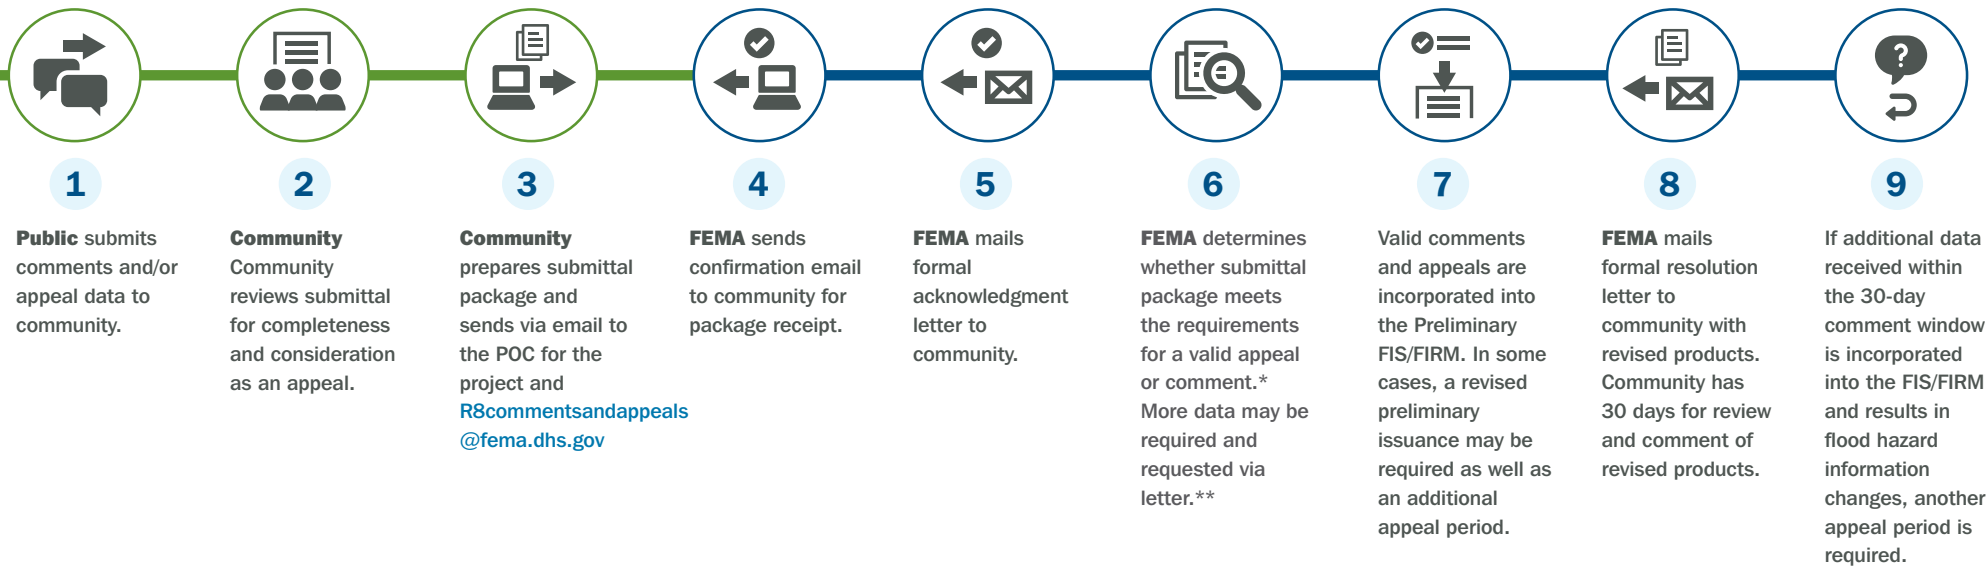 1
Public submits
comments and/or
appeal data to
community.
2
Community
Community
reviews submittal
for completeness
and consideration
as an appeal.
3
Community
prepares submittal
package and
sends via email to
the POC for the
project and
R8commentsandappeals
@fema.dhs.gov
4
FEMA sends
confirmation email
to community for
package receipt.
5
FEMA mails
formal
acknowledgment
letter to
community.
6
FEMA determines
whether submittal
package meets
the requirements
for a valid appeal
or comment.*
More data may be
required and
requested via
letter.**
7
Valid comments
and appeals are
incorporated into
the Preliminary
FIS/FIRM. In some
cases, a revised
preliminary
issuance may be
required as well as
an additional
appeal period.
8
FEMA mails
formal resolution
letter to
community with
revised products.
Community has
30 days for review
and comment of
revised products.
?
9
If additional data
received within
the 30-day
comment window
is incorporated
into the FIS/FIRM
and results in
flood hazard
information
changes, another
appeal period is
required.